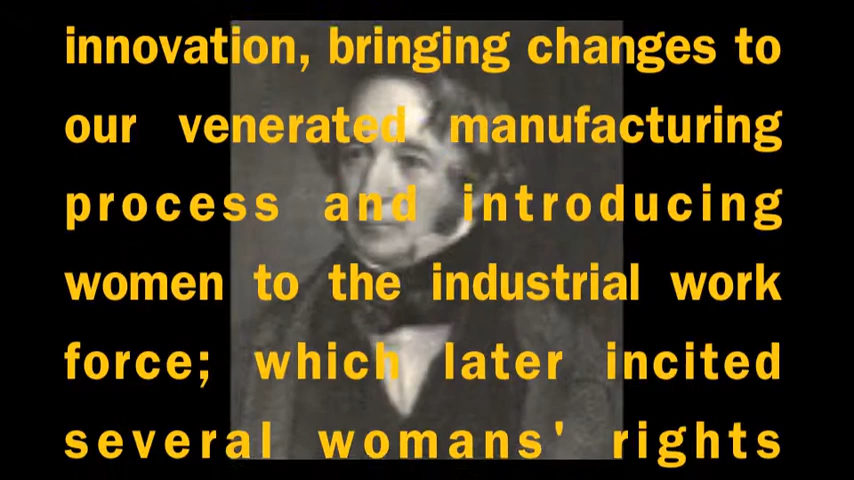 innovation, bringing changes to
our venerated manufacturing
process and introducing
women to the industrial work
force; which later incited
several womans' rights